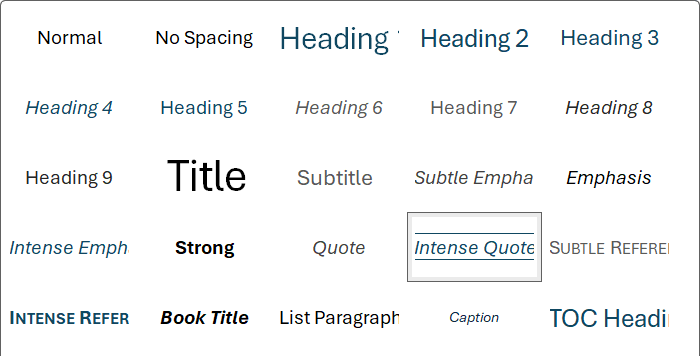 Normal No Spacing Heading Heading 2 Heading 3
Heading 4 Heading 5 Heading 6 Heading 7 Heading 8
Heading 9 Title Subtitle Subtle Empha Emphasis
Intense Emph Strong Quote Intense Quote SUBTLE REFERE
INTENSE REFER Book Title List Paragraph Caption TOC Headi